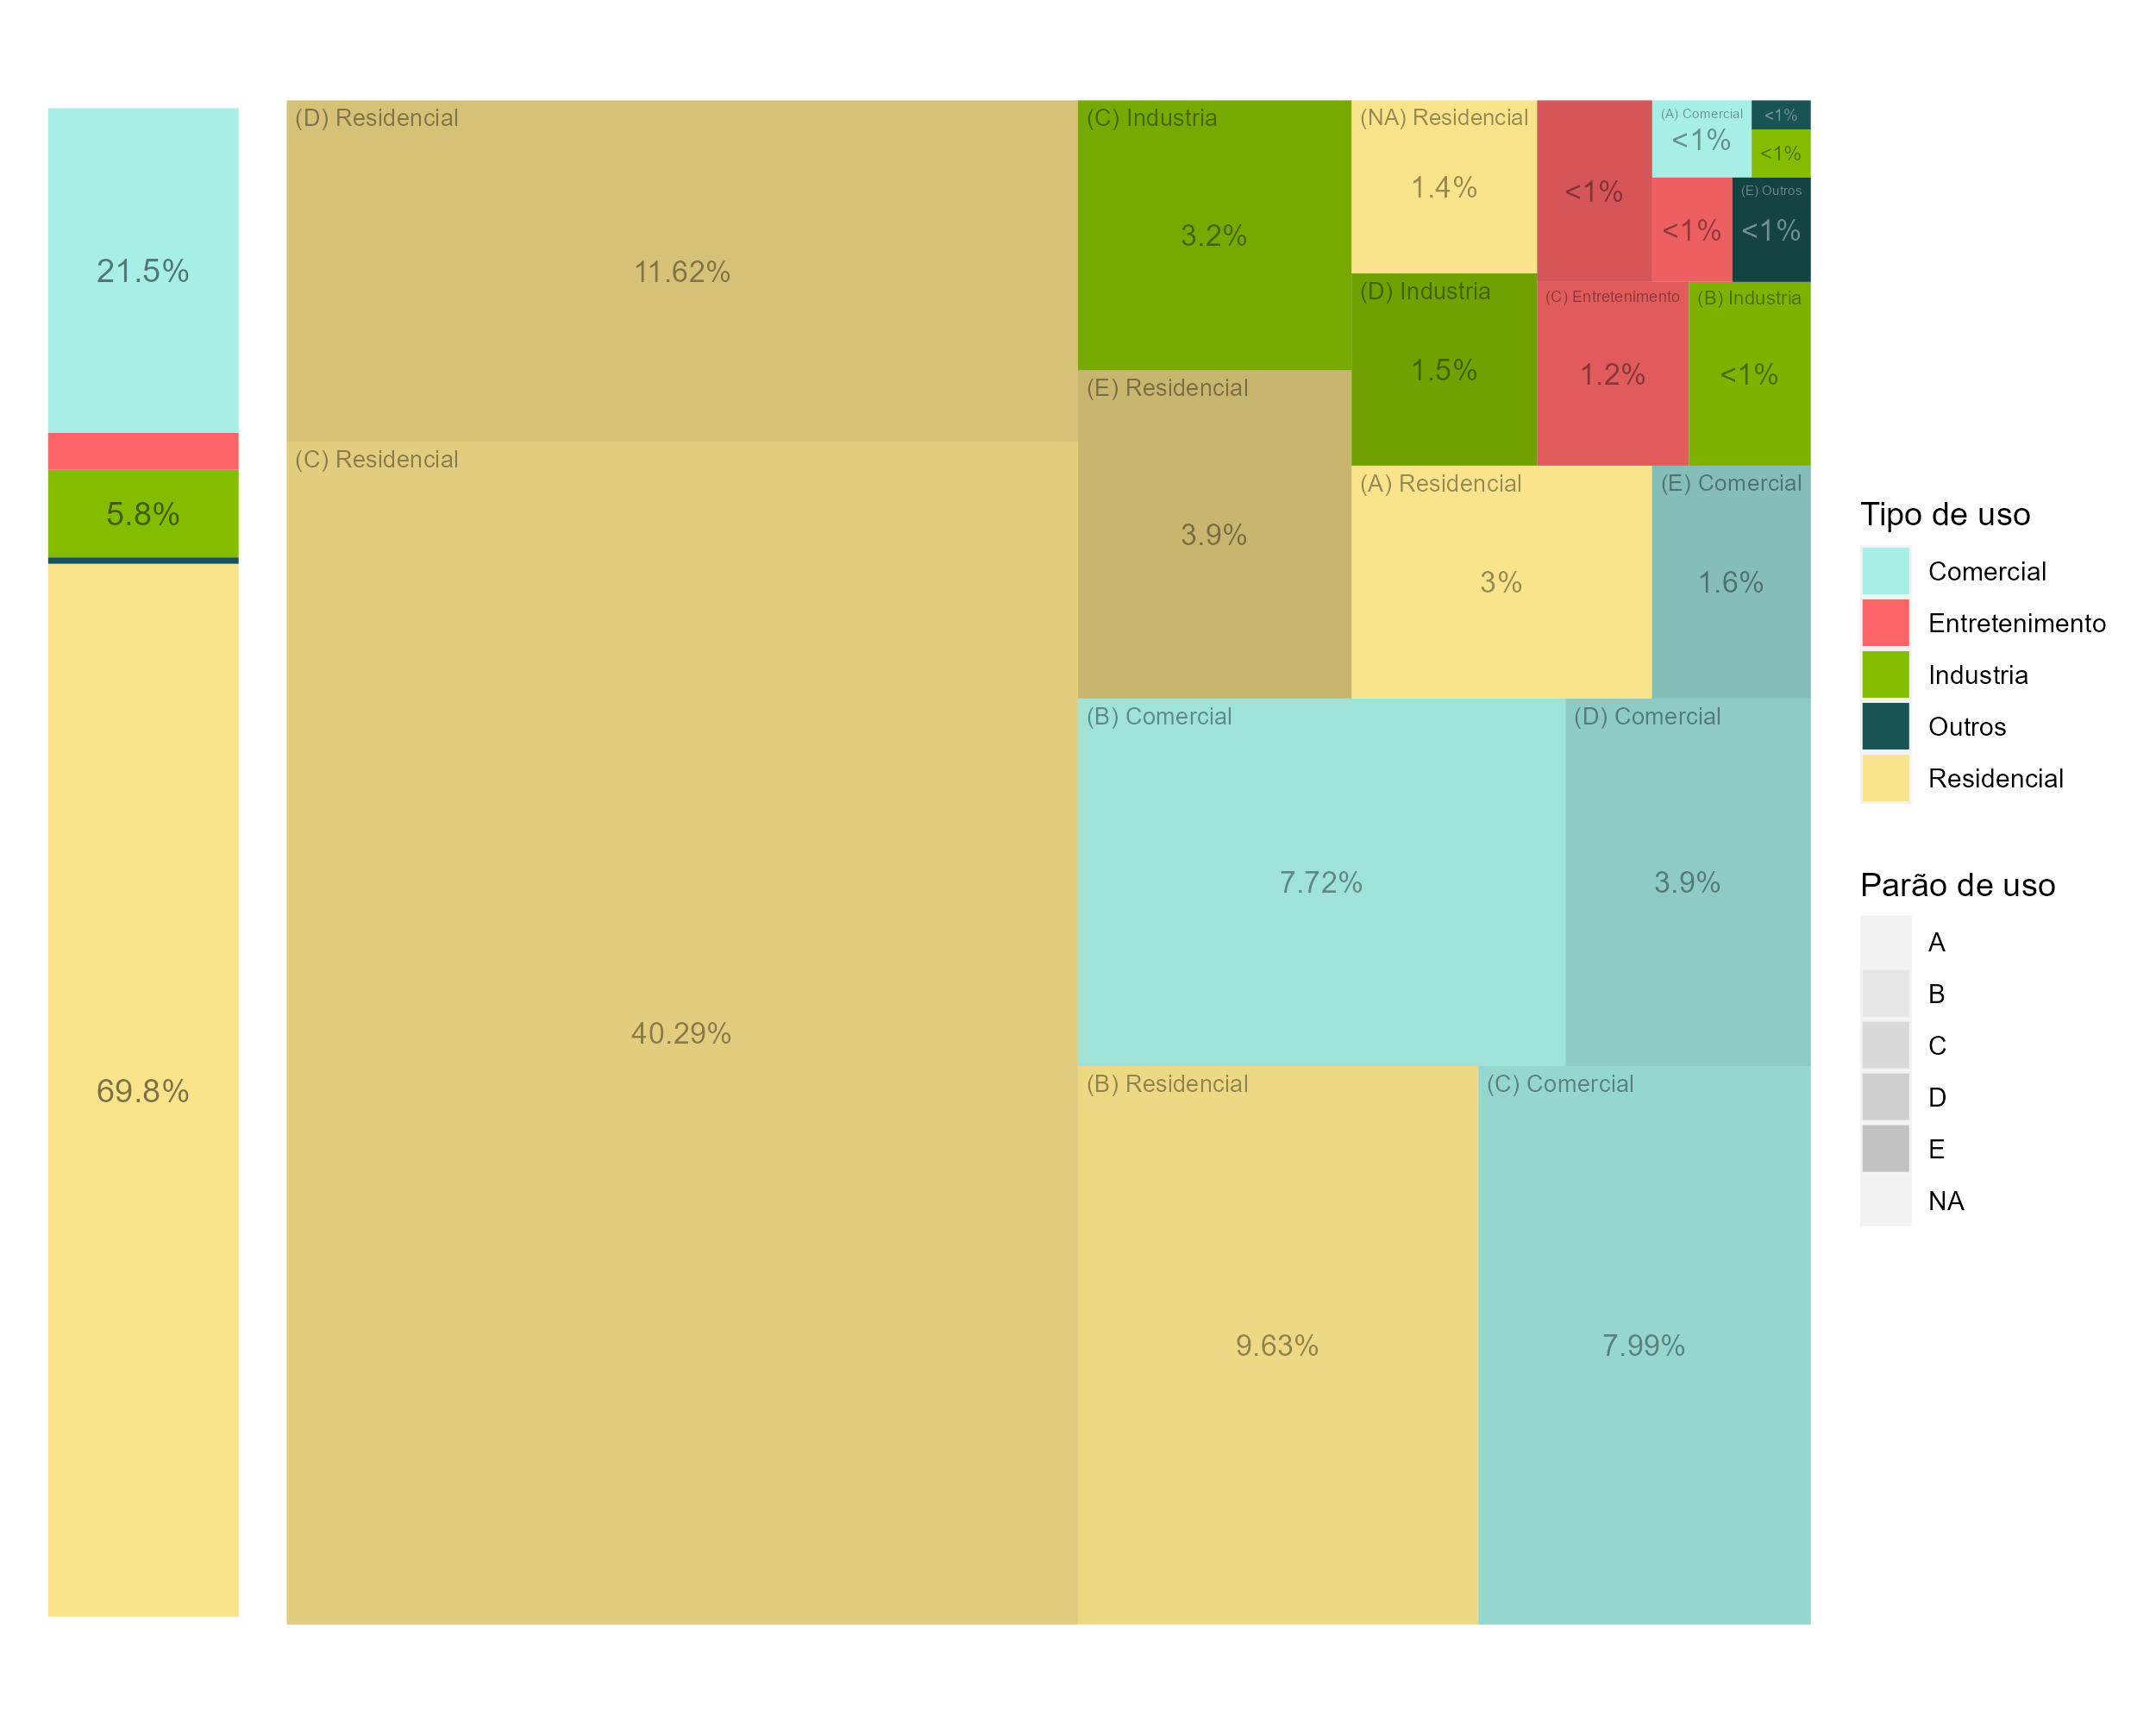 21.5%
5.8%
69.8%
(D) Residencial
11.62%
(C) Residencial
40.29%
(C) Industria
3.2%
(E) Residencial
3.9%
(NA) Residencial
1.4%
(D) Industria
1.5%
<1%
(A) Comercial
<1%
<1%
<1%
<1%
(E) Outros
<1%
(C) Entretenimento
1.2%
(B) Industria
<1%
(A) Residencial
3%
(E) Comercial
1.6%
(B) Comercial
7.72%
(D) Comercial
3.9%
(B) Residencial
9.63%
(C) Comercial
7.99%
Tipo de uso
Comercial
Entretenimento
Industria
Outros
Residencial
Parão de uso
A
B
C
D
E
NA